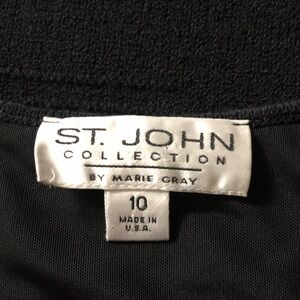 ST. JOHN
COLLECTION
BY MARIE GRAY
10
MADE IN
U.S.A.